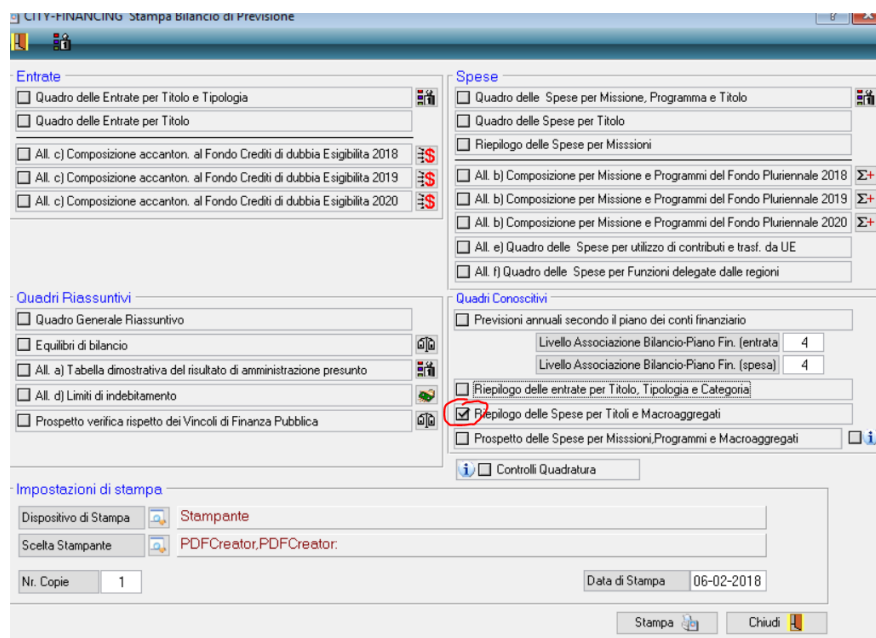 CITY-FINANCING Stampa Bilancio di Previsione
Entrate
Quadro delle Entrate per Titolo e Tipologia
Quadro delle Entrate per Titolo
All. c) Composizione accanton. al Fondo Crediti di dubbia Esigibilita 2018
All. c) Composizione accanton. al Fondo Crediti di dubbia Esigibilita 2019
All. c) Composizione accanton. al Fondo Crediti di dubbia Esigibilita 2020
Spese
Quadro delle Spese per Missione, Programma e Titolo
Quadro delle Spese per Titolo
Riepilogo delle Spese per Misssioni
All. b) Composizione per Missione e Programmi del Fondo Pluriennale 2018
All. b) Composizione per Missione e Programmi del Fondo Pluriennale 2019
All. b) Composizione per Missione e Programmi del Fondo Pluriennale 2020
All. e) Quadro delle Spese per utilizzo di contributi e trasf. da UE
All. f) Quadro delle Spese per Funzioni delegate dalle regioni
Quadri Riassuntivi
Quadro Generale Riassuntivo
Equilibri di bilancio
All. a) Tabella dimostrativa del risultato di amministrazione presunto
All. d) Limiti di indebitamento
Prospetto verifica rispetto dei Vincoli di Finanza Pubblica
Quadri Conoscitivi
Previsioni annuali secondo il piano dei conti finanziario
Livello Associazione Bilancio-Piano Fin. (entrata 4
Livello Associazione Bilancio-Piano Fin. (spesa) 4
Riepilogo delle entrate per Titolo, Tipologia e Categoria
Riepilogo delle Spese per Titoli e Macroaggregati
Prospetto delle Spese per Misssioni,Programmi e Macroaggregati
Controlli Quadratura
Impostazioni di stampa
Dispositivo di Stampa Stampante
Scelta Stampante PDFCreator,PDFCreator:
Nr. Copie 1 Data di Stampa 06-02-2018
Stampa Chiudi